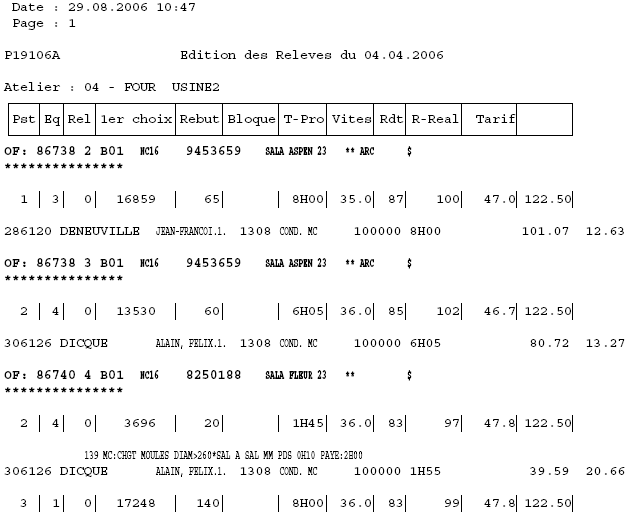 Date : 29.08.2006 10:47
Page : 1
P19106A Edition des Releves du 04.04.2006
Atelier : 04 - FOUR USINE2
Pst Eq Rel 1er choix Rebut Bloque T-Pro Vites Rdt R-Real Tarif
OF: 86738 2 B01 NC16 9453659 SALA ASPEN 23 ** ARC $
***************
1 3 0 16859 65 8H00 35.0 87 100 47.0 122.50
286120 DENEUVILLE JEAN-FRANCOI.1. 1308 COND. MC 100000 8H00 101.07 12.63
OF: 86738 3 B01 NC16 9453659 SALA ASPEN 23 ** ARC $
***************
2 4 0 13530 60 6H05 36.0 85 102 46.7 122.50
306126 DICQUE ALAIN, FELIX.1. 1308 COND. MC 100000 6H05 80.72 13.27
OF: 86740 4 B01 NC16 8250188 SALA FLEUR 23 ** $
***************
2 4 0 3696 20 1H45 36.0 83 97 47.8 122.50
139 MC:CHGT MOULES DIAM>260*SAL A SAL MM PDS 0H10 PAYE:2H00
306126 DICQUE ALAIN, FELIX.1. 1308 COND. MC 100000 1H55 39.59 20.66
3 1 0 17248 140 8H00 36.0 83 99 47.8 122.50